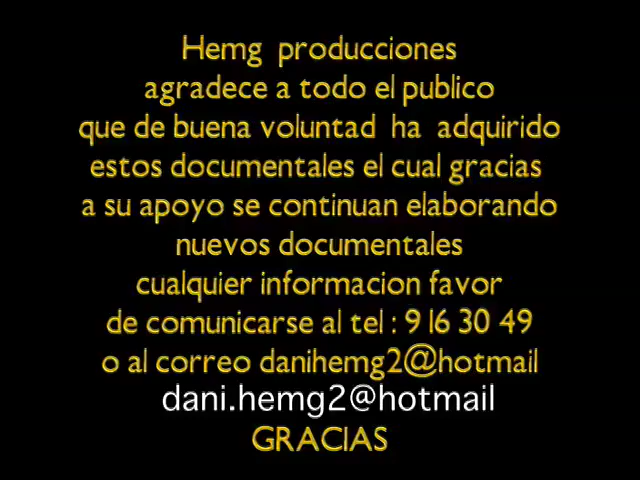 Hemg producciones
agradece a todo el publico
que de buena voluntad ha adquirido
estos documentales el cual gracias
a su apoyo se continuan elaborando
nuevos documentales
cualquier informacion favor
de comunicarse al tel : 9 16 30 49
o al correo danihemg2@hotmail
dani.hemg2@hotmail
GRACIAS